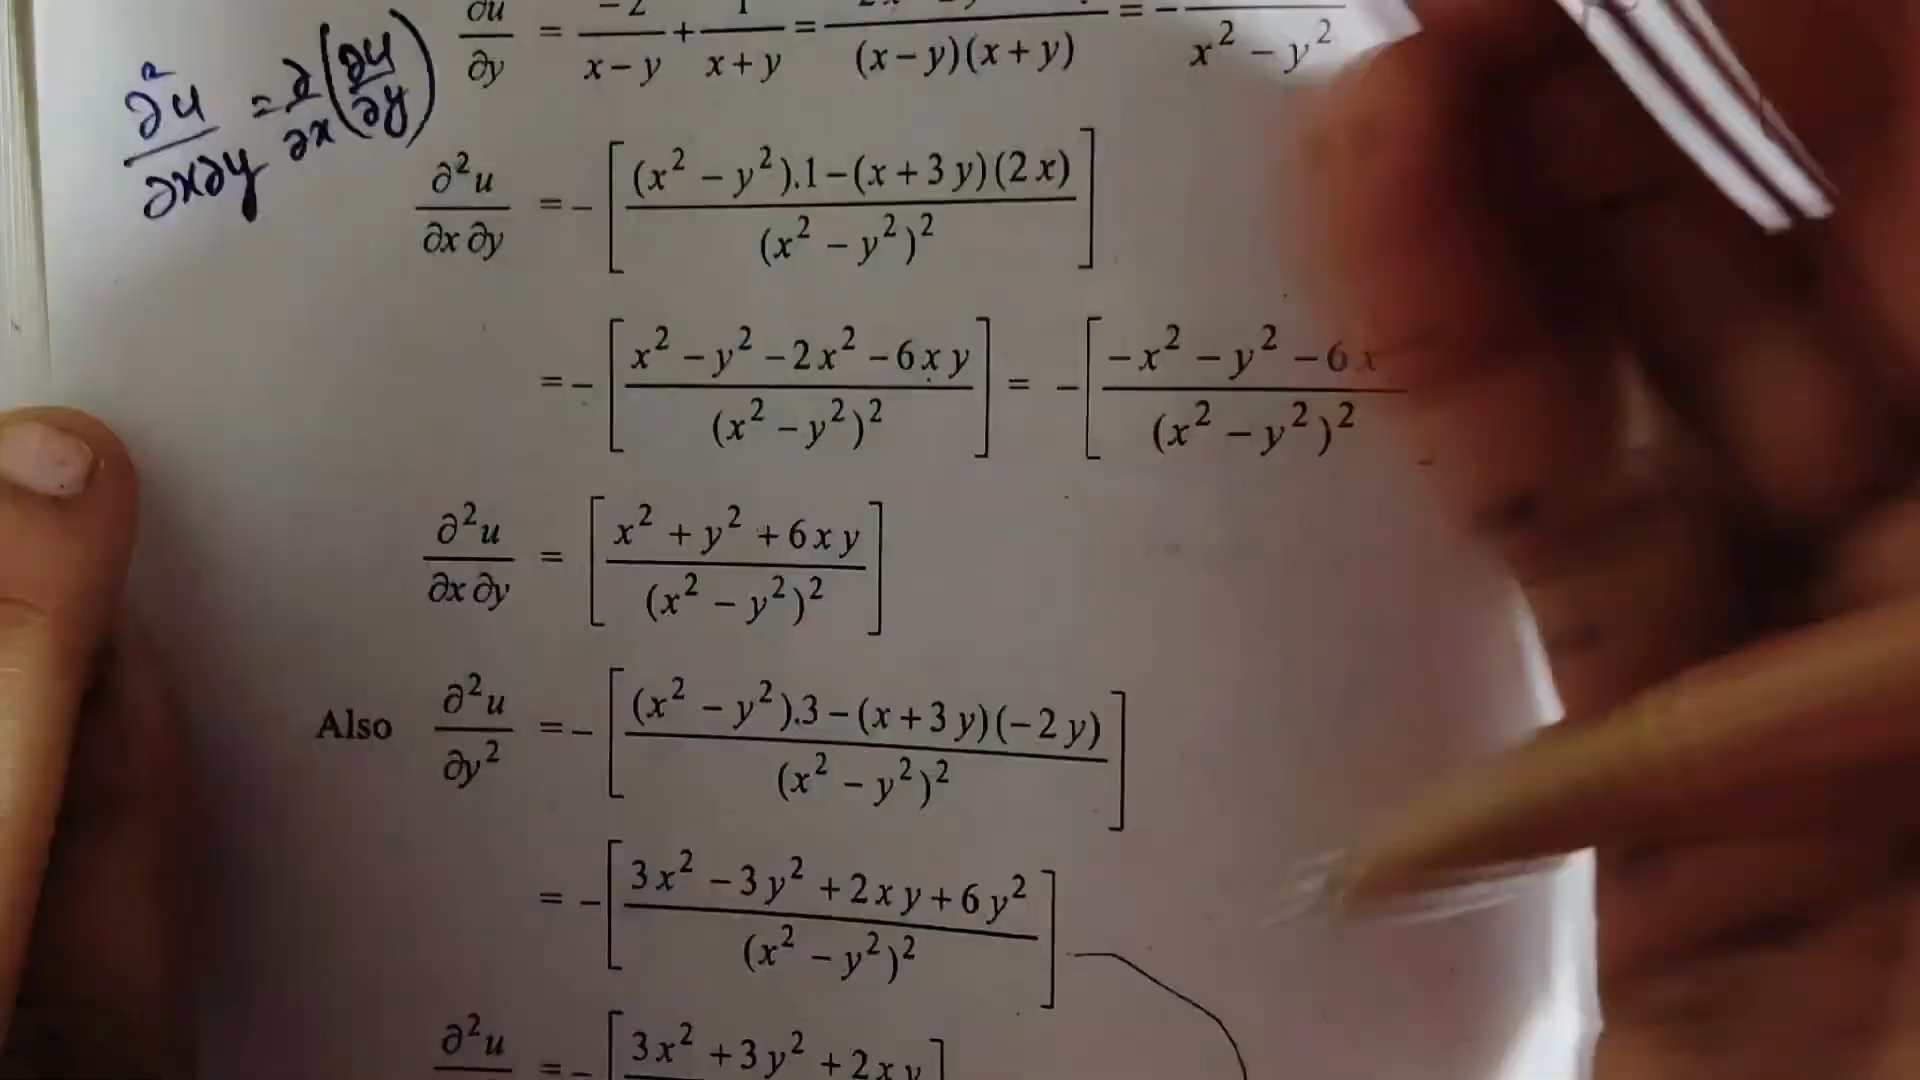 ∂u/∂y = -2/(x-y) + 1/(x+y) = /((x-y)(x+y)) = - /(x² - y²)
∂²u/∂x∂y = ∂/∂x (∂u/∂y)
∂²u/∂x∂y = -[((x² - y²).1-(x+3y)(2x))/(x² - y²)²]
= -[(x² - y² - 2x² - 6xy)/(x² - y²)²] = -[(-x² - y² - 6x)/(x² - y²)²
∂²u/∂x∂y = [(x² + y² + 6xy)/(x² - y²)²]
Also ∂²u/∂y² = -[((x² - y²).3-(x+3y)(-2y))/(x² - y²)²]
= -[(3x² - 3y² + 2xy + 6y²)/(x² - y²)²]
∂²u = -[3x² + 3y² + 2xy]